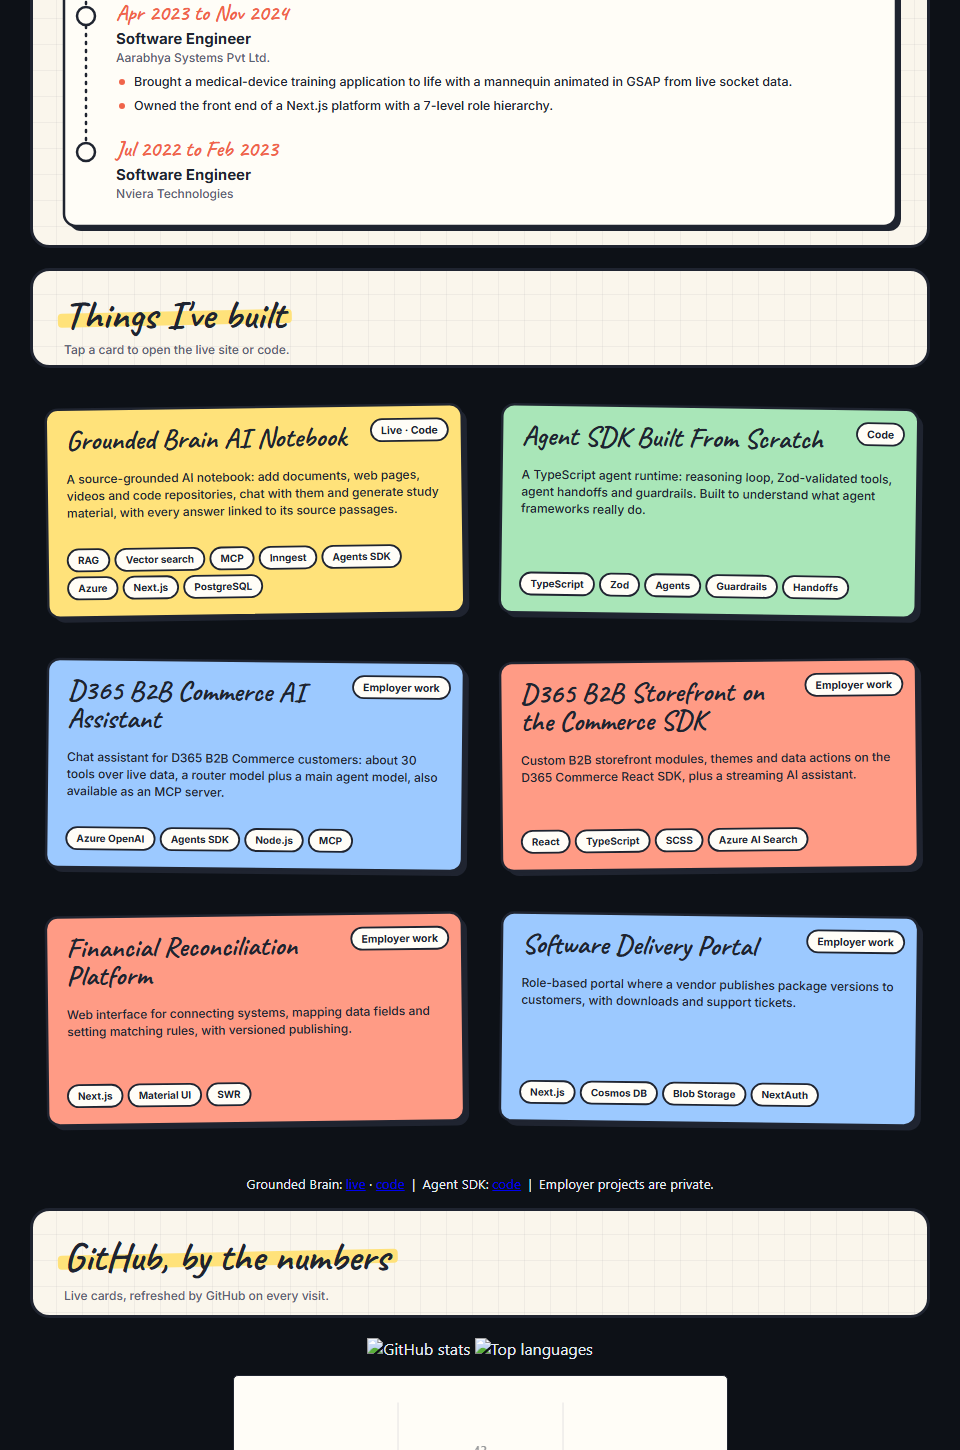 Apr 2023 to Nov 2024
Software Engineer
Aarabhya Systems Pvt Ltd.
Brought a medical-device training application to life with a mannequin animated in GSAP from live socket data.
Owned the front end of a Next.js platform with a 7-level role hierarchy.
Jul 2022 to Feb 2023
Software Engineer
Nviera Technologies
Things I've built
Tap a card to open the live site or code.
Grounded Brain AI Notebook
Live · Code
A source-grounded AI notebook: add documents, web pages,
videos and code repositories, chat with them and generate study
material, with every answer linked to its source passages.
RAG
Vector search
MCP
Inngest
Agents SDK
Azure
Next.js
PostgreSQL
Agent SDK Built From Scratch
Code
A TypeScript agent runtime: reasoning loop, Zod-validated tools,
agent handoffs and guardrails. Built to understand what agent
frameworks really do.
TypeScript
Zod
Agents
Guardrails
Handoffs
D365 B2B Commerce AI
Assistant
Employer work
Chat assistant for D365 B2B Commerce customers: about 30
tools over live data, a router model plus a main agent model, also
available as an MCP server.
Azure OpenAI
Agents SDK
Node.js
MCP
D365 B2B Storefront on
the Commerce SDK
Employer work
Custom B2B storefront modules, themes and data actions on the
D365 Commerce React SDK, plus a streaming AI assistant.
React
TypeScript
SCSS
Azure AI Search
Financial Reconciliation
Platform
Employer work
Web interface for connecting systems, mapping data fields and
setting matching rules, with versioned publishing.
Next.js
Material UI
SWR
Software Delivery Portal
Employer work
Role-based portal where a vendor publishes package versions to
customers, with downloads and support tickets.
Next.js
Cosmos DB
Blob Storage
NextAuth
Grounded Brain: live · code | Agent SDK: code | Employer projects are private.
GitHub, by the numbers
Live cards, refreshed by GitHub on every visit.
GitHub stats Top languages